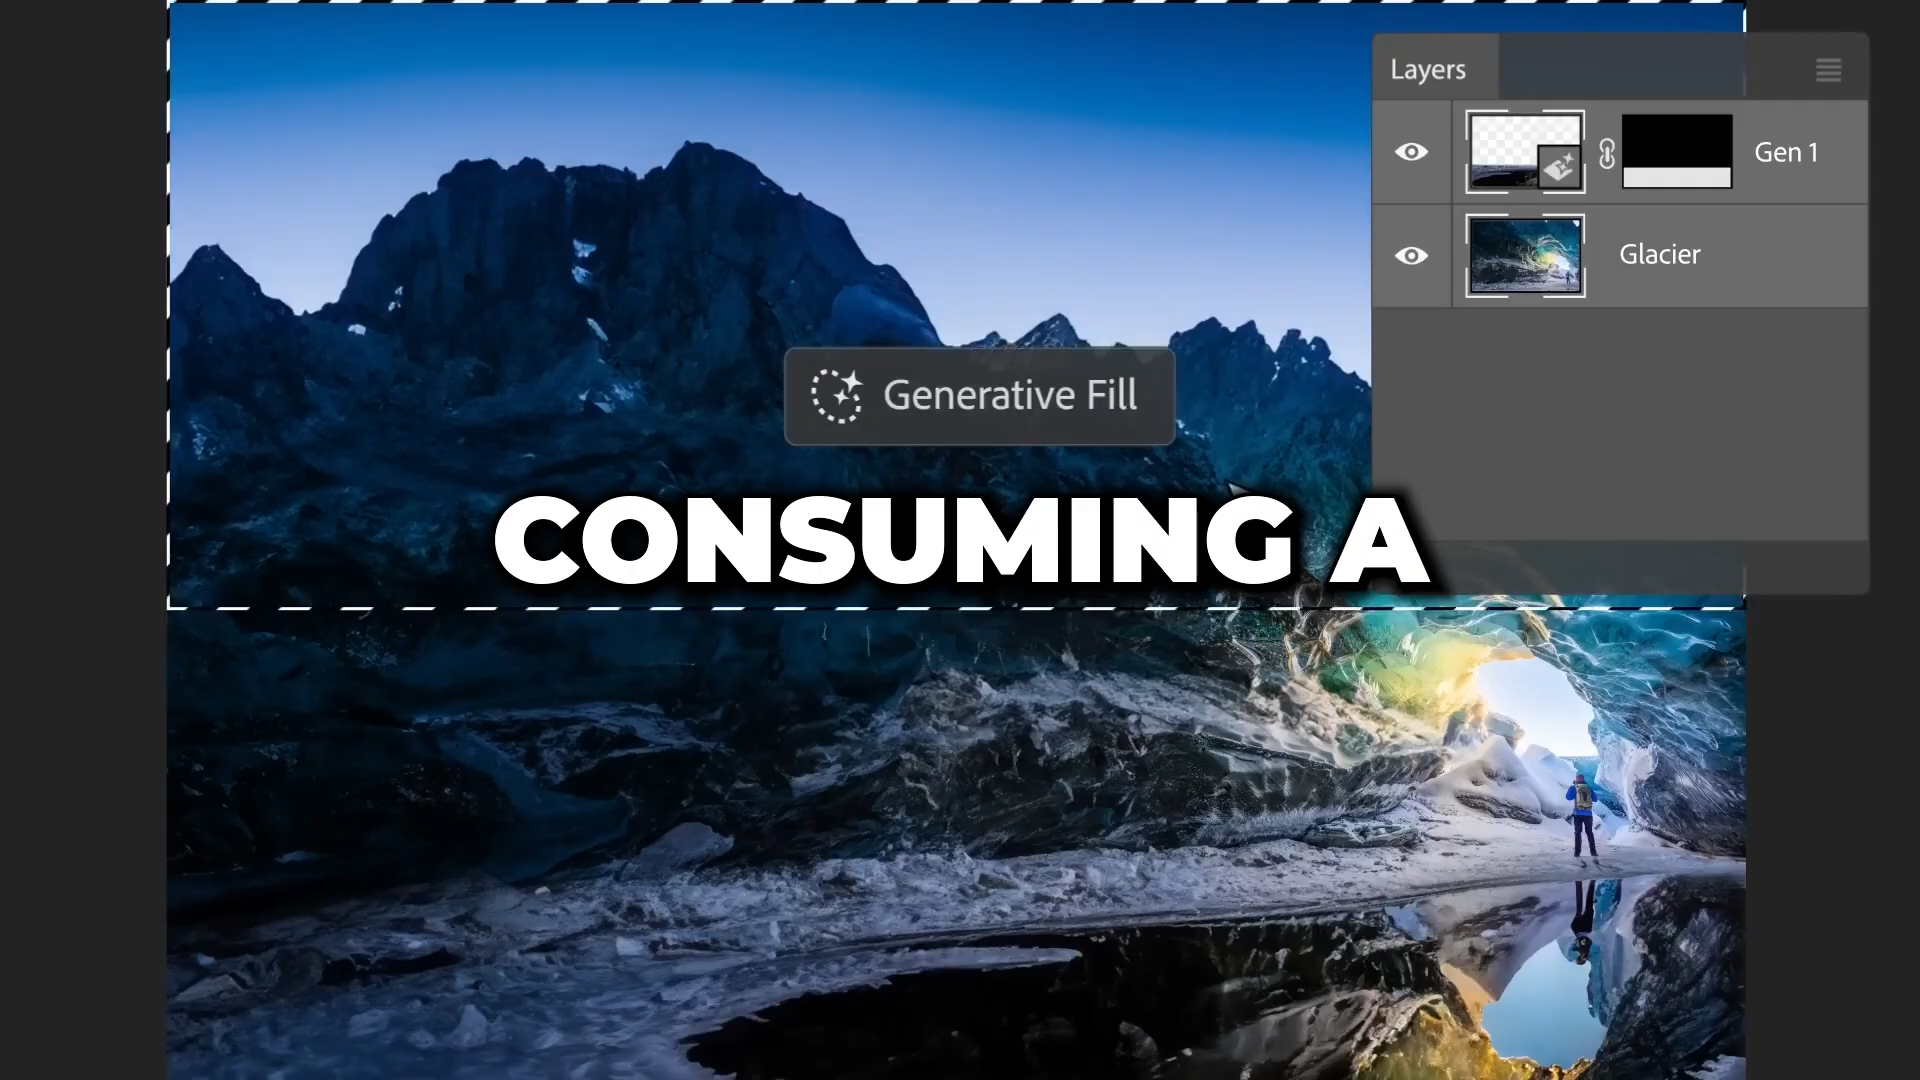 Layers
Gen 1
Glacier
Generative Fill
CONSUMING A